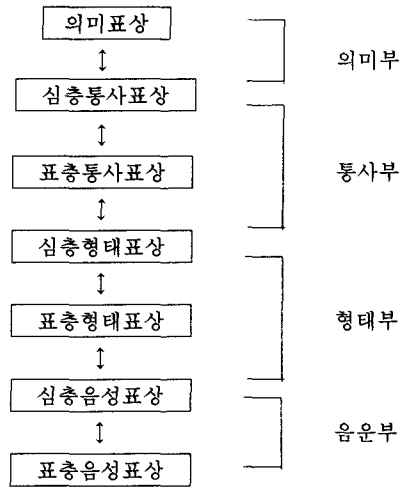 의미표상
의미부
심층통사표상
표층통사표상
통사부
심층형태표상
표층형태표상
형태부
심층음성표상
음운부
표층음성표상